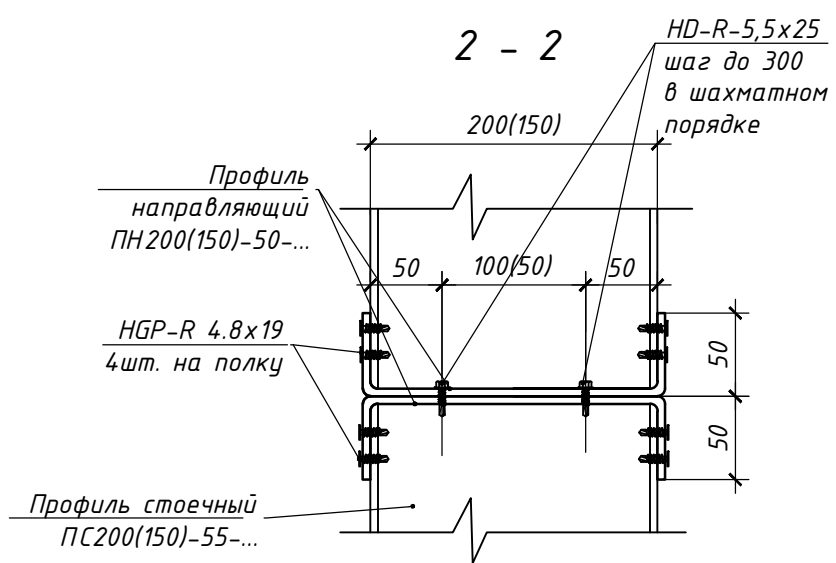 2 - 2
HD-R-5,5x25
шаг до 300
в шахматном
порядке
200(150)
Профиль
направляющий
ПН200(150)-50-...
50
100(50)
50
HGP-R 4.8x19
4шт. на полку
50
50
Профиль стоечный
ПС200(150)-55-...